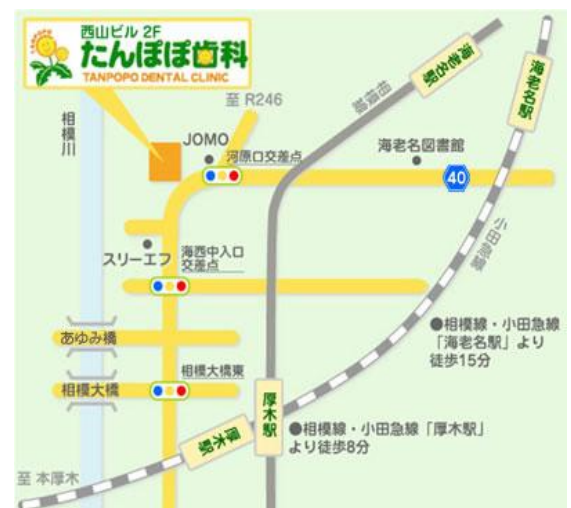 西山ビル 2F
TANPOPO
たんぽぽ歯科
TANPOPO DENTAL CLINIC
至 R246
相模線
海老名駅
海老名駅
相模川
JOMO
河原口交差点
海老名図書館
40
小田急線
スリーエフ
海西中入口
交差点
あゆみ橋
●相模線・小田急線
「海老名駅」より
徒歩15分
相模大橋
相模大橋東
厚木駅
厚木駅
●相模線・小田急線「厚木駅」
より徒歩8分
至 本厚木